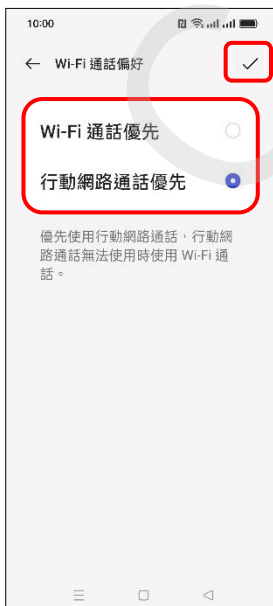 10:00
Wi-Fi 通話偏好
Wi-Fi 通話優先
行動網路通話優先
優先使用行動網路通話，行動網
路通話無法使用時使用 Wi-Fi 通
話。